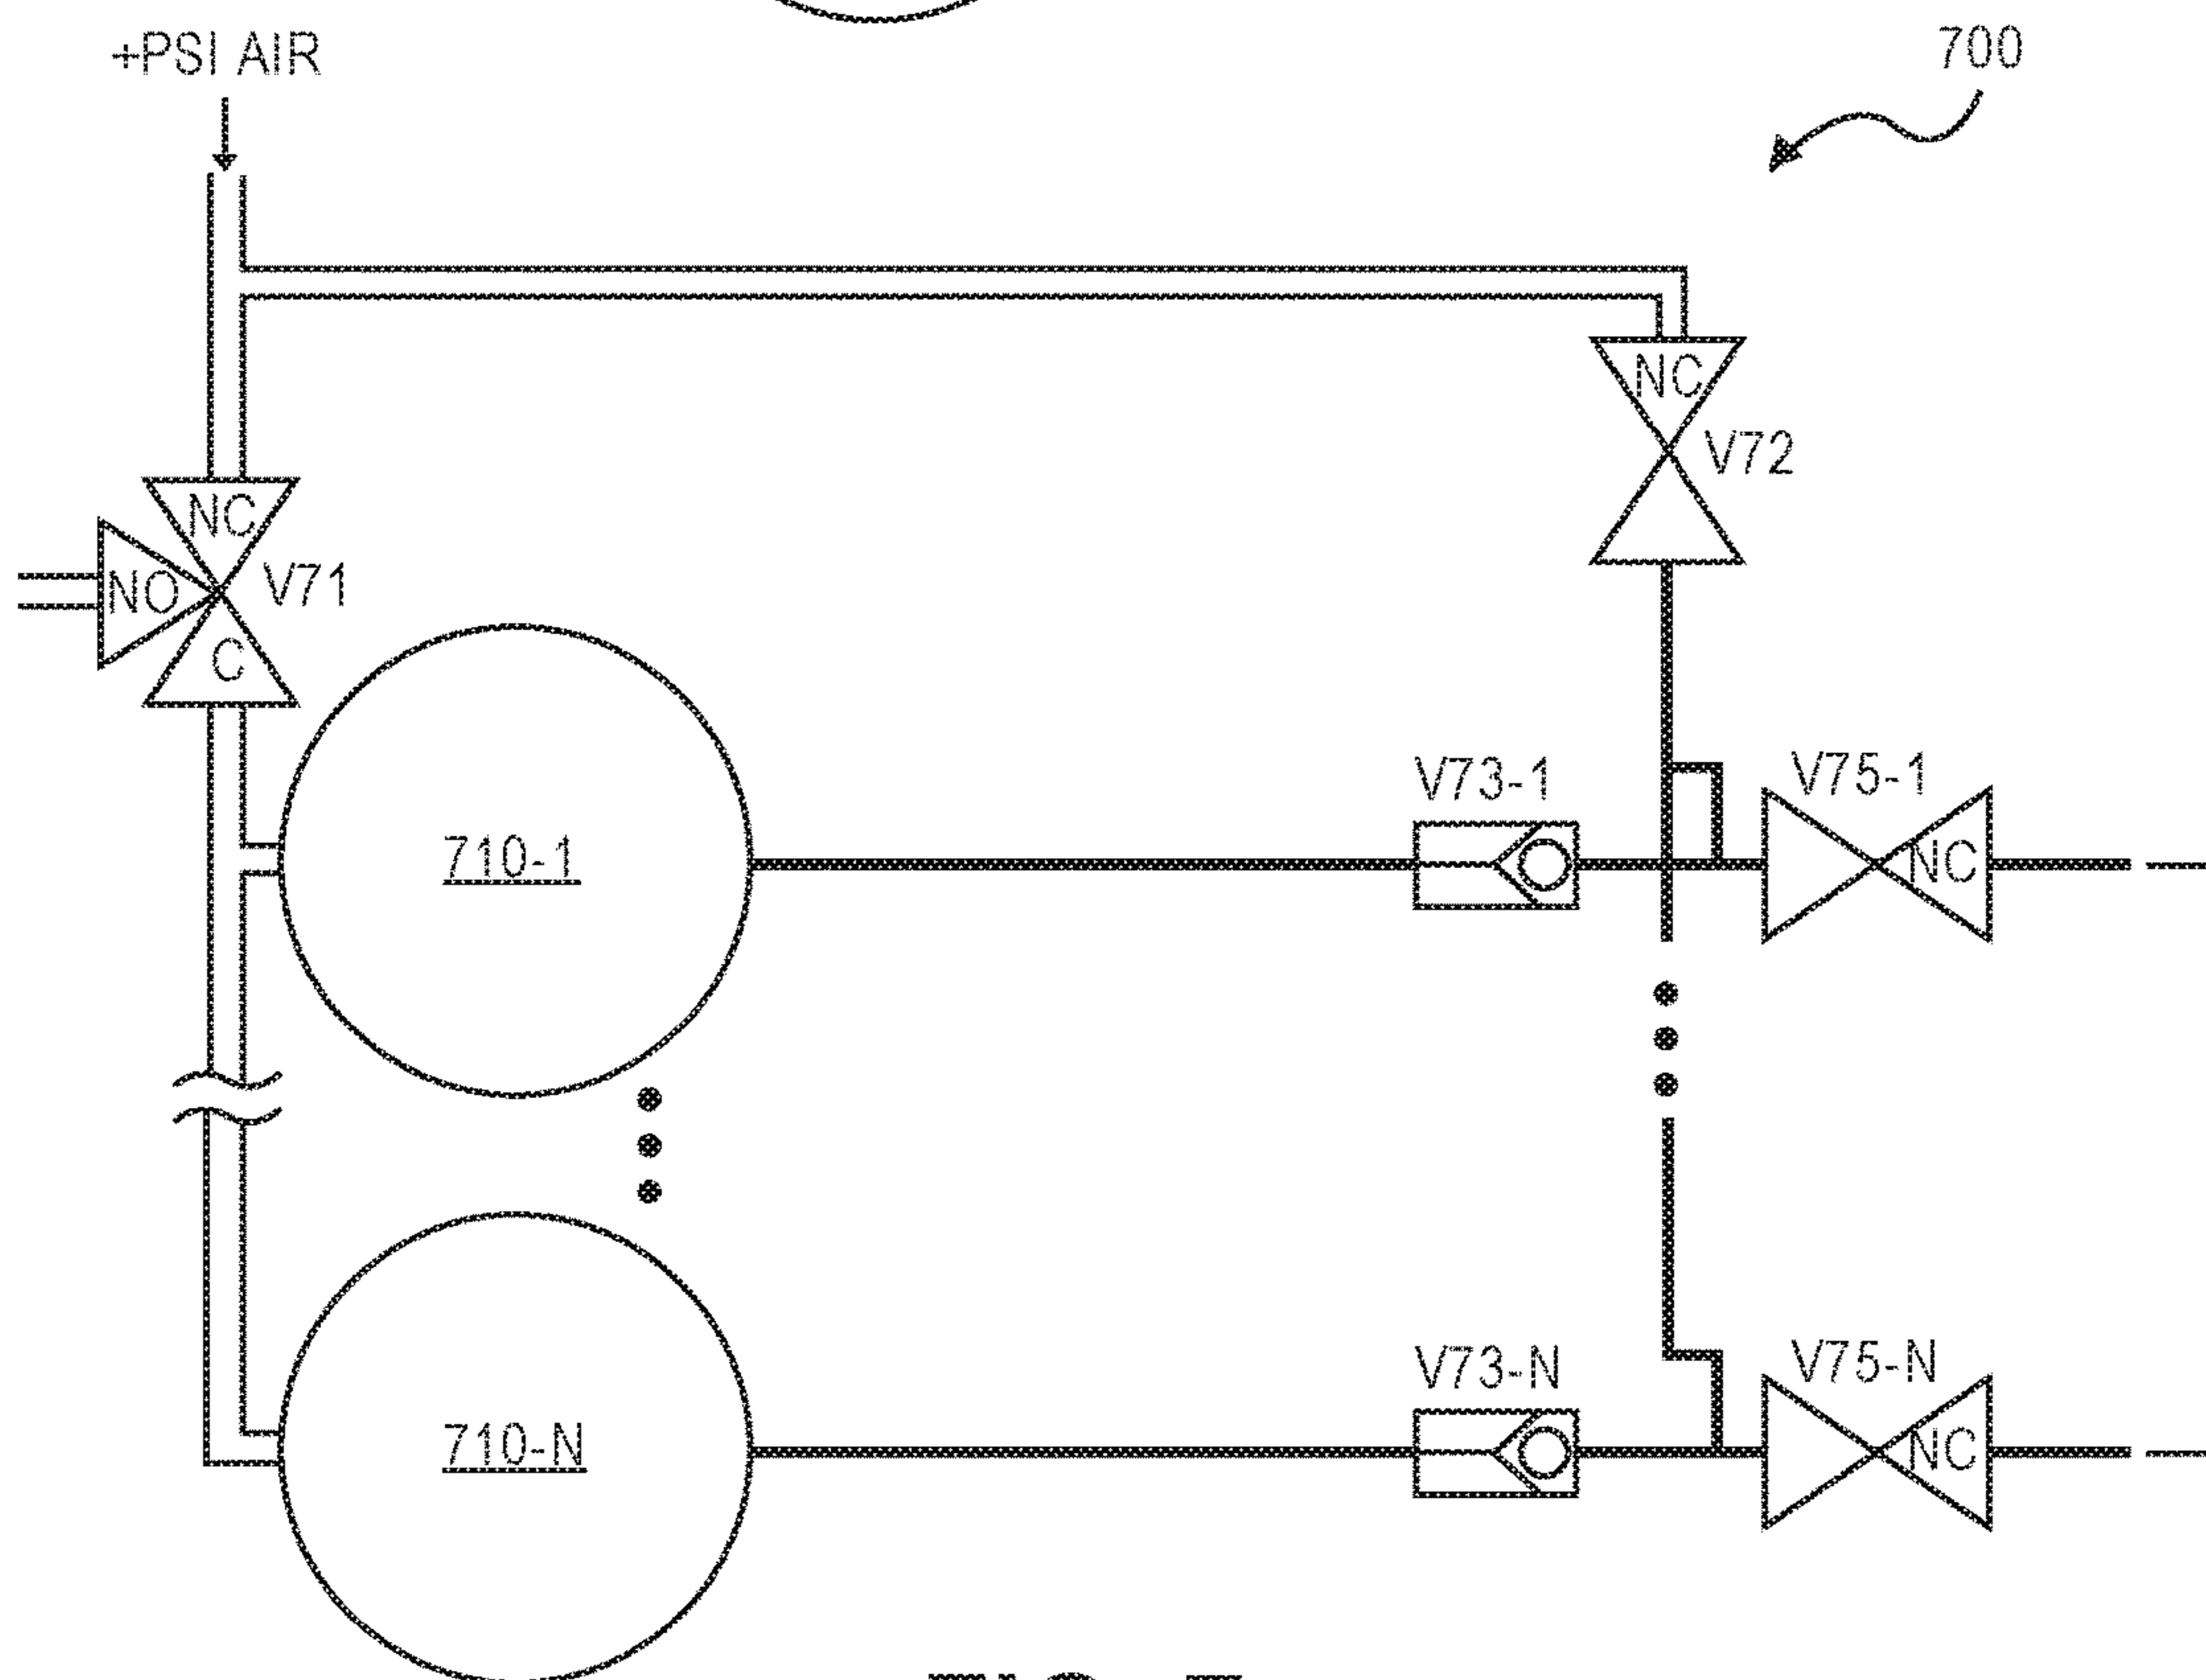 +PSI AIR
700
NC
V72
NC
NO
V71
C
710-1
V73-1
V75-1
NC
710-N
V73-N
V75-N
NC